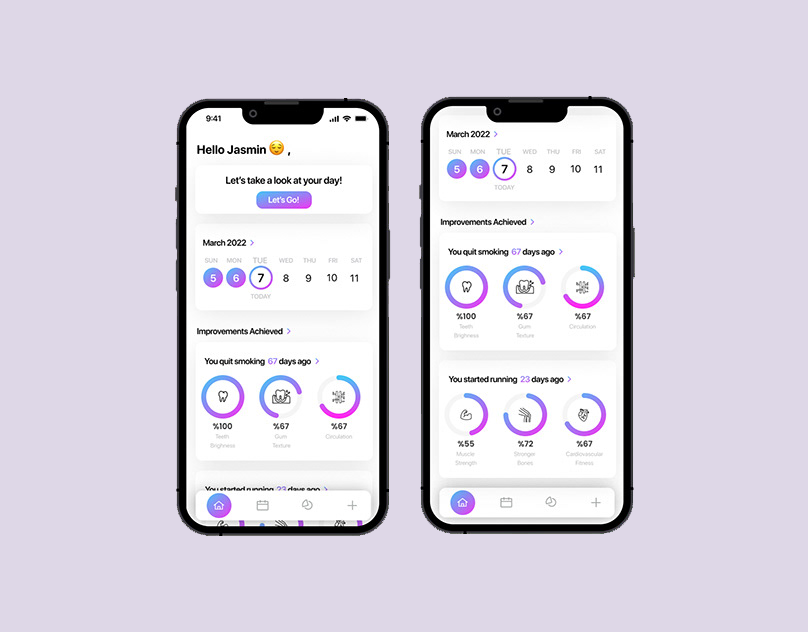 9:41
Hello Jasmin 😌 ,
Let's take a look at your day!
Let's Go!
March 2022 >
SUN MON TUE WED THU FRI SAT
5 6 7 8 9 10 11
TODAY
Improvements Achieved >
You quit smoking 67 days ago >
%100 %67 %67
Teeth Gum Circulation
Brighness Texture
You started running 23 days ago >
March 2022 >
SUN MON TUE WED THU FRI SAT
5 6 7 8 9 10 11
TODAY
Improvements Achieved >
You quit smoking 67 days ago >
%100 %67 %67
Teeth Gum Circulation
Brighness Texture
You started running 23 days ago >
%55 %72 %67
Muscle Stronger Cardiovascular
Strength Bones Fitness